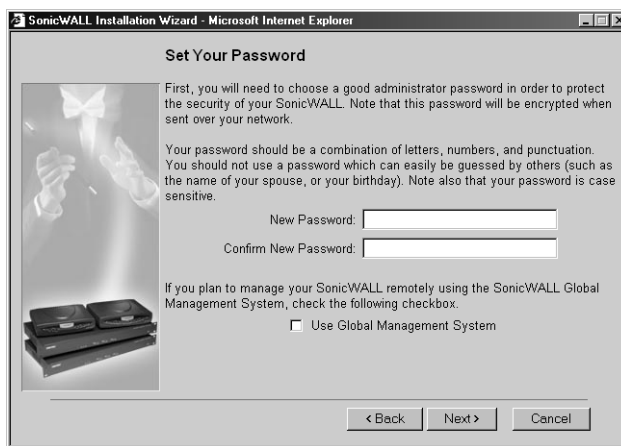 SonicWALL Installation Wizard - Microsoft Internet Explorer
Set Your Password
First, you will need to choose a good administrator password in order to protect
the security of your SonicWALL. Note that this password will be encrypted when
sent over your network.
Your password should be a combination of letters, numbers, and punctuation.
You should not use a password which can easily be guessed by others (such as
the name of your spouse, or your birthday). Note also that your password is case
sensitive.
New Password:
Confirm New Password:
If you plan to manage your SonicWALL remotely using the SonicWALL Global
Management System, check the following checkbox.
Use Global Management System
< Back Next > Cancel